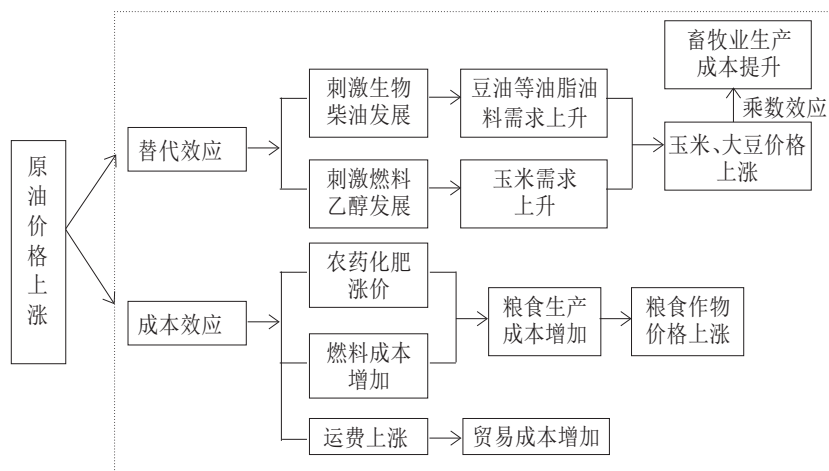 畜牧业生产
成本提升
刺激生物
柴油发展
豆油等油脂油
料需求上升
乘数效应
替代效应
玉米、大豆价格
上涨
原油价格上涨
刺激燃料
乙醇发展
玉米需求
上升
农药化肥
涨价
成本效应
粮食生产
成本增加
粮食作物
价格上涨
燃料成本
增加
运费上涨
贸易成本增加